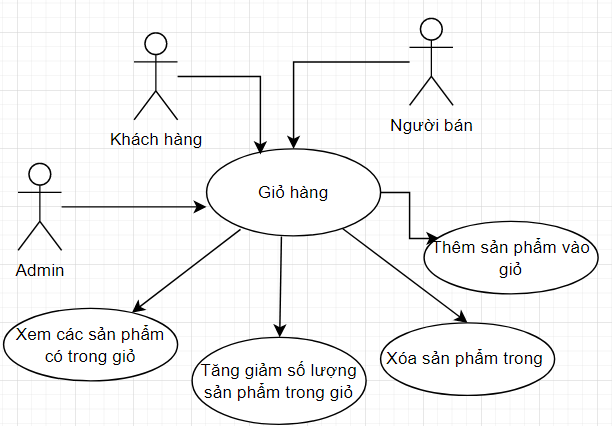 Khách hàng
Người bán
Giỏ hàng
Admin
Thêm sản phẩm vào
giỏ
Xem các sản phẩm
có trong giỏ
Tăng giảm số lượng
sản phẩm trong giỏ
Xóa sản phẩm trong